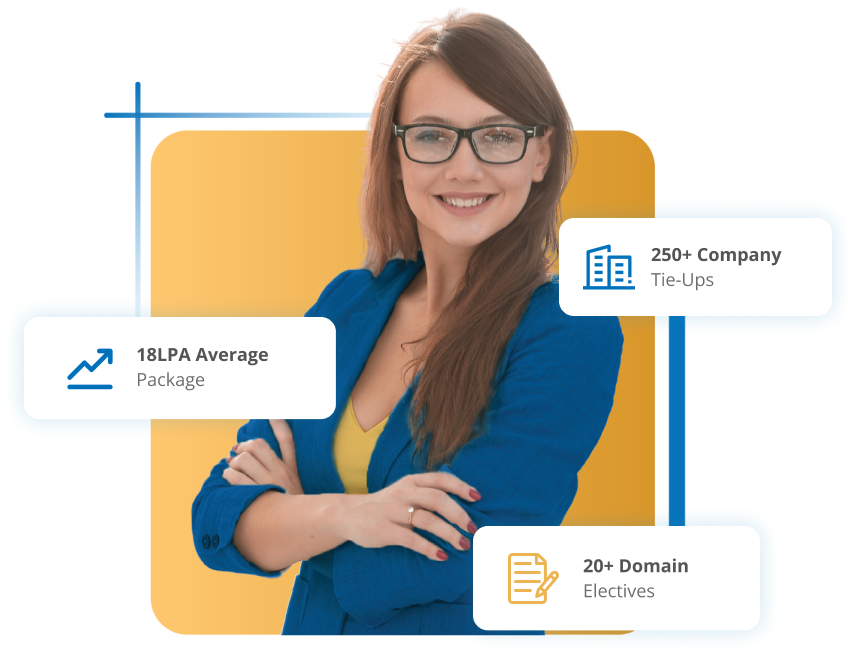 250+ Company
Tie-Ups
18LPA Average
Package
20+ Domain
Electives